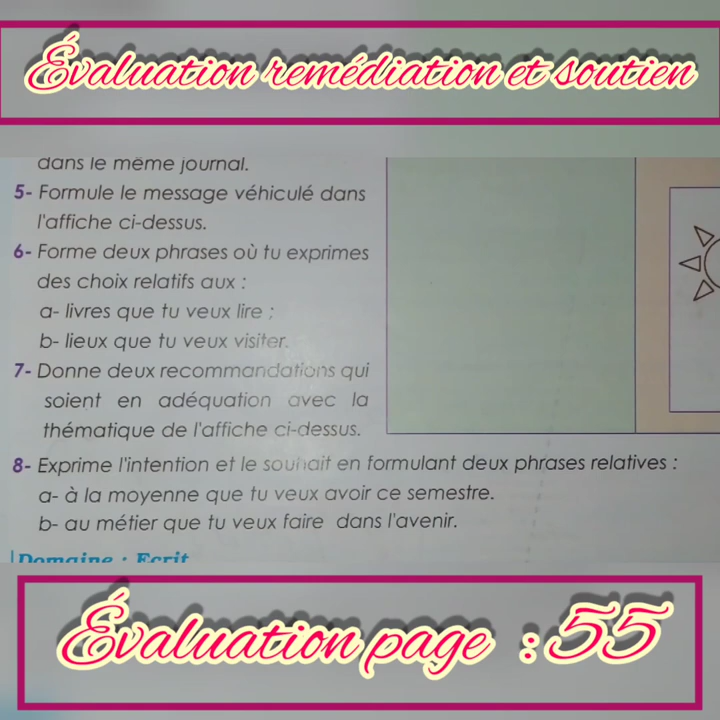 Évaluation remédiation et soutien
dans le même journal.
5- Formule le message véhiculé dans
l'affiche ci-dessus.
6- Forme deux phrases où tu exprimes
des choix relatifs aux :
a- livres que tu veux lire ;
b- lieux que tu veux visiter.
7- Donne deux recommandations qui
soient en adéquation avec la
thématique de l'affiche ci-dessus.
8- Exprime l'intention et le souhait en formulant deux phrases relatives :
a- à la moyenne que tu veux avoir ce semestre.
b- au métier que tu veux faire dans l'avenir.
Domaine : Ecrit
Évaluation page : 55